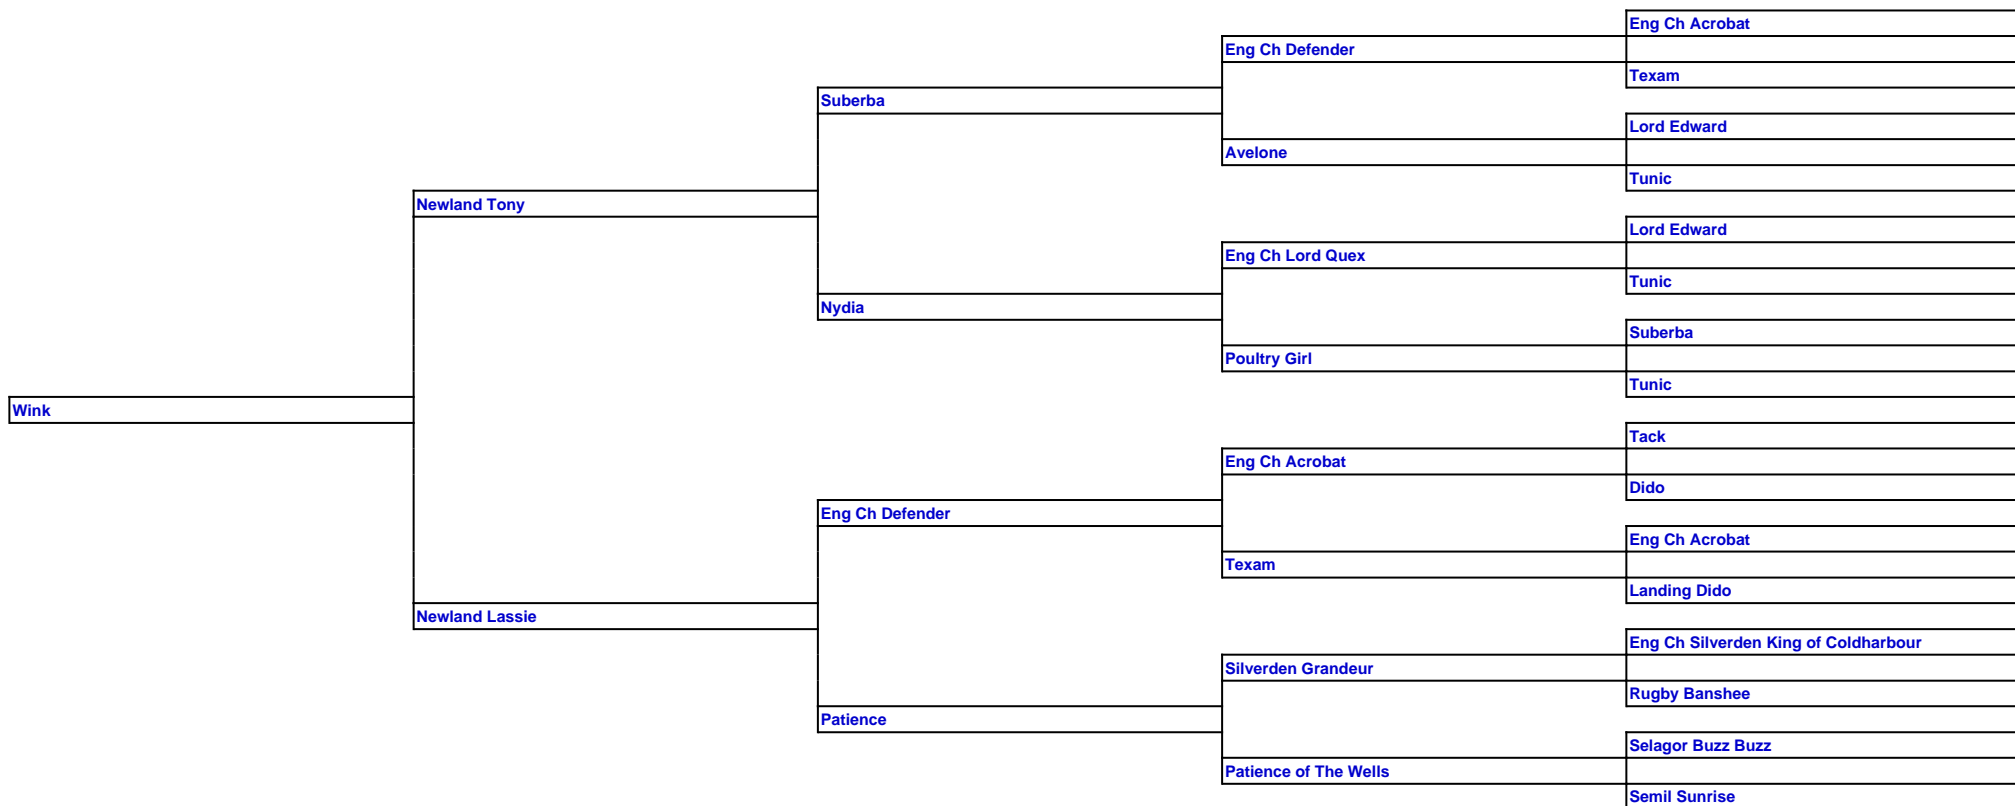 Eng Ch Acrobat
Eng Ch Defender
Texam
Suberba
Lord Edward
Avelone
Tunic
Newland Tony
Lord Edward
Eng Ch Lord Quex
Tunic
Nydia
Suberba
Poultry Girl
Tunic
Wink
Tack
Eng Ch Acrobat
Dido
Eng Ch Defender
Eng Ch Acrobat
Texam
Landing Dido
Newland Lassie
Eng Ch Silverden King of Coldharbour
Silverden Grandeur
Rugby Banshee
Patience
Selagor Buzz Buzz
Patience of The Wells
Semil Sunrise